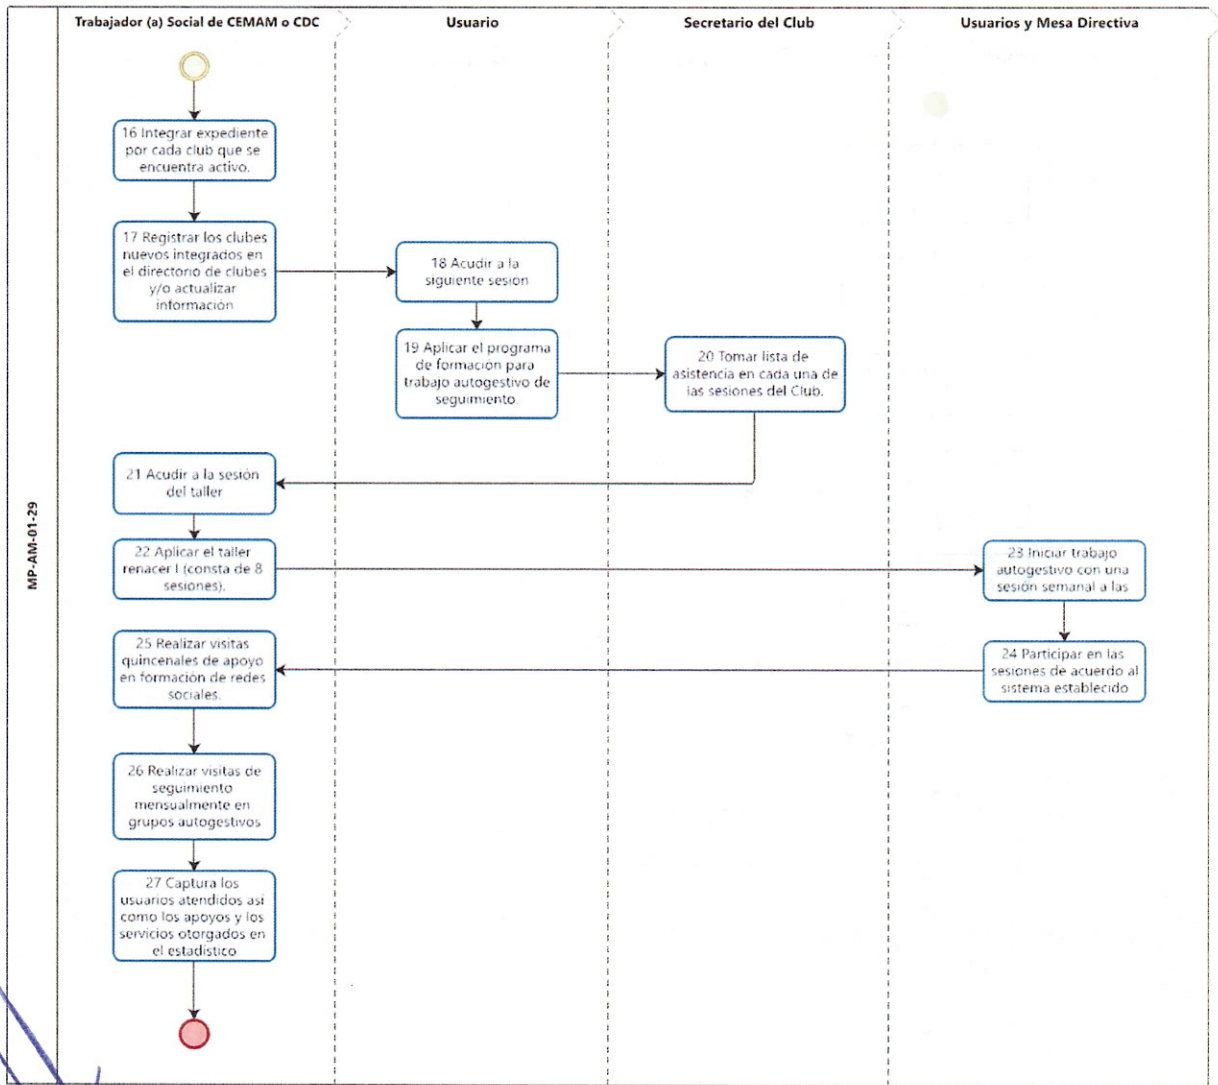 Trabajador (a) Social de CEMAM o CDC
Usuario
Secretario del Club
Usuarios y Mesa Directiva
MP-AM-01-29
16 Integrar expediente
por cada club que se
encuentra activo.
17 Registrar los clubes
nuevos integrados en
el directorio de clubes
y/o actualizar
información
18 Acudir a la
siguiente sesión
19 Aplicar el programa
de formación para
trabajo autogestivo de
seguimiento
20 Tomar lista de
asistencia en cada una de
las sesiones del Club.
21 Acudir a la sesión
del taller
22 Aplicar el taller
renacer I (consta de 8
sesiones).
23 Iniciar trabajo
autogestivo con una
sesión semanal a las
24 Participar en las
sesiones de acuerdo al
sistema establecido
25 Realizar visitas
quincenales de apoyo
en formación de redes
sociales.
26 Realizar visitas de
seguimiento
mensualmente en
grupos autogestivos
27 Captura los
usuarios atendidos así
como los apoyos y los
servicios otorgados en
el estadístico